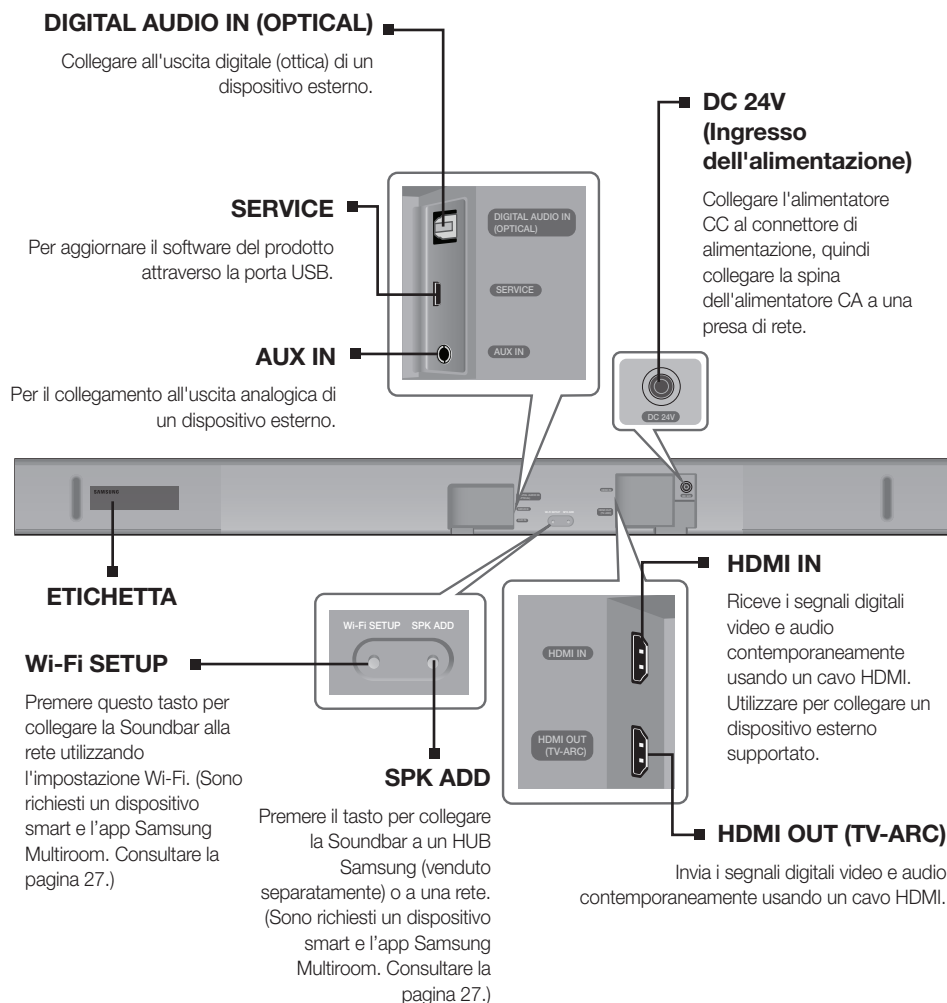 DIGITAL AUDIO IN (OPTICAL)
Collegare all'uscita digitale (ottica) di un
dispositivo esterno.
SERVICE
Per aggiornare il software del prodotto
attraverso la porta USB.
AUX IN
Per il collegamento all'uscita analogica di
un dispositivo esterno.
DIGITAL AUDIO IN
(OPTICAL)
SERVICE
AUX IN
DC 24V
(Ingresso
dell'alimentazione)
Collegare l'alimentatore
CC al connettore di
alimentazione, quindi
collegare la spina
dell'alimentatore CA a una
presa di rete.
DC 24V
SAMSUNG
ETICHETTA
Wi-Fi SETUP
Premere questo tasto per
collegare la Soundbar alla
rete utilizzando
l'impostazione Wi-Fi. (Sono
richiesti un dispositivo
smart e l’app Samsung
Multiroom. Consultare la
pagina 27.)
Wi-Fi SETUP SPK ADD
SPK ADD
Premere il tasto per collegare
la Soundbar a un HUB
Samsung (venduto
separatamente) o a una rete.
(Sono richiesti un dispositivo
smart e l’app Samsung
Multiroom. Consultare la
pagina 27.)
HDMI IN
HDMI OUT
(TV-ARC)
HDMI IN
Riceve i segnali digitali
video e audio
contemporaneamente
usando un cavo HDMI.
Utilizzare per collegare un
dispositivo esterno
supportato.
HDMI OUT (TV-ARC)
Invia i segnali digitali video e audio
contemporaneamente usando un cavo HDMI.